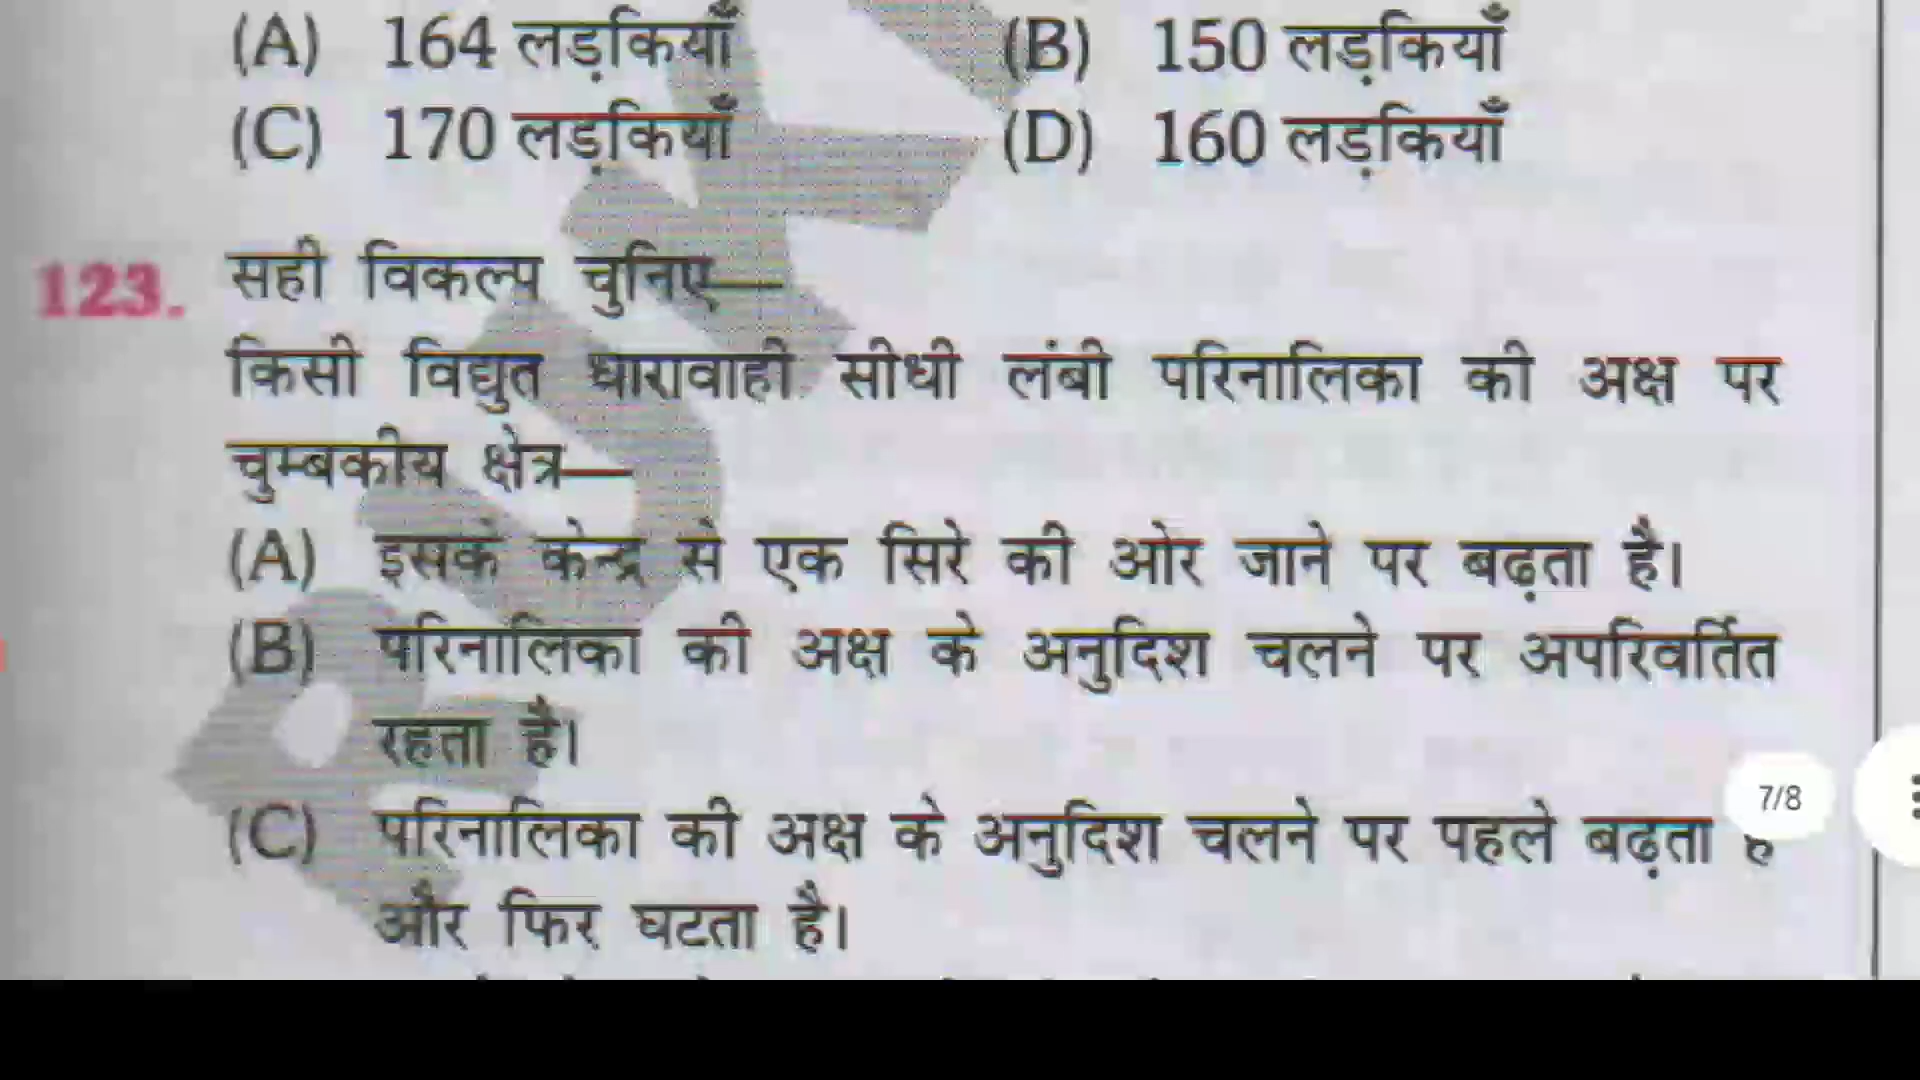 (A) 164 लड़कियाँ (B) 150 लड़कियाँ
(C) 170 लड़कियाँ (D) 160 लड़कियाँ
123. सही विकल्प चुनिए—
किसी विद्युत धारावाही सीधी लंबी परिनालिका की अक्ष पर
चुम्बकीय क्षेत्र—
(A) इसके केन्द्र से एक सिरे की ओर जाने पर बढ़ता है।
(B) परिनालिका की अक्ष के अनुदिश चलने पर अपरिवर्तित
रहता है।
7/8
(C) परिनालिका की अक्ष के अनुदिश चलने पर पहले बढ़ता है
और फिर घटता है।